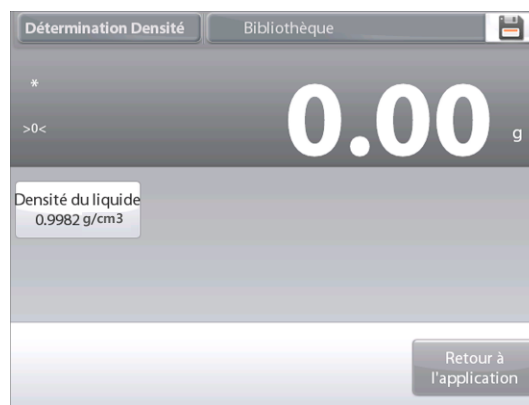 Détermination Densité
Bibliothèque
*
>0<
0.00
g
Densité du liquide
0.9982 g/cm3
Retour à
l'application